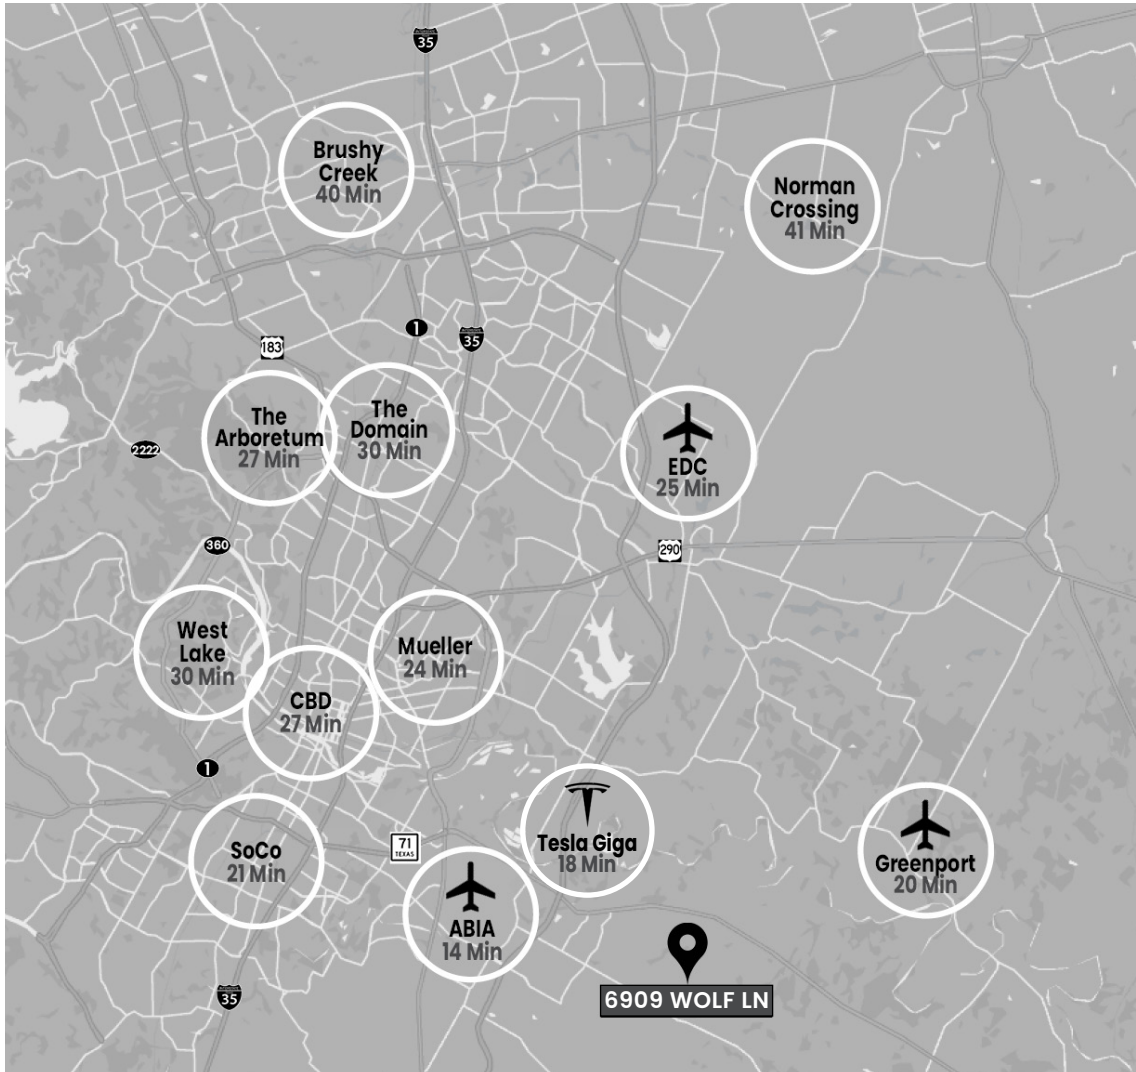 35
Brushy
Creek
40 Min
Norman
Crossing
41 Min
1
35
183
The
Arboretum
27 Min
The
Domain
30 Min
2222
EDC
25 Min
360
290
West
Lake
30 Min
Mueller
24 Min
CBD
27 Min
1
SoCo
21 Min
71
TEXAS
Tesla Giga
18 Min
Greenport
20 Min
ABIA
14 Min
35
6909 WOLF LN